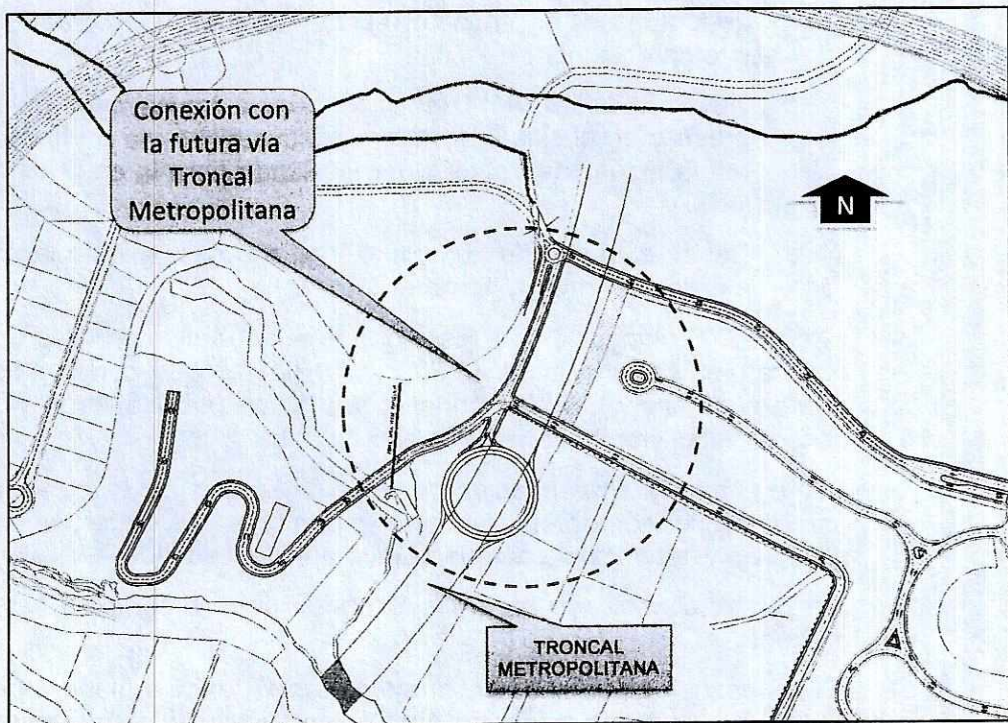 Conexión con
la futura vía
Troncal
Metropolitana
N
TRONCAL
METROPOLITANA